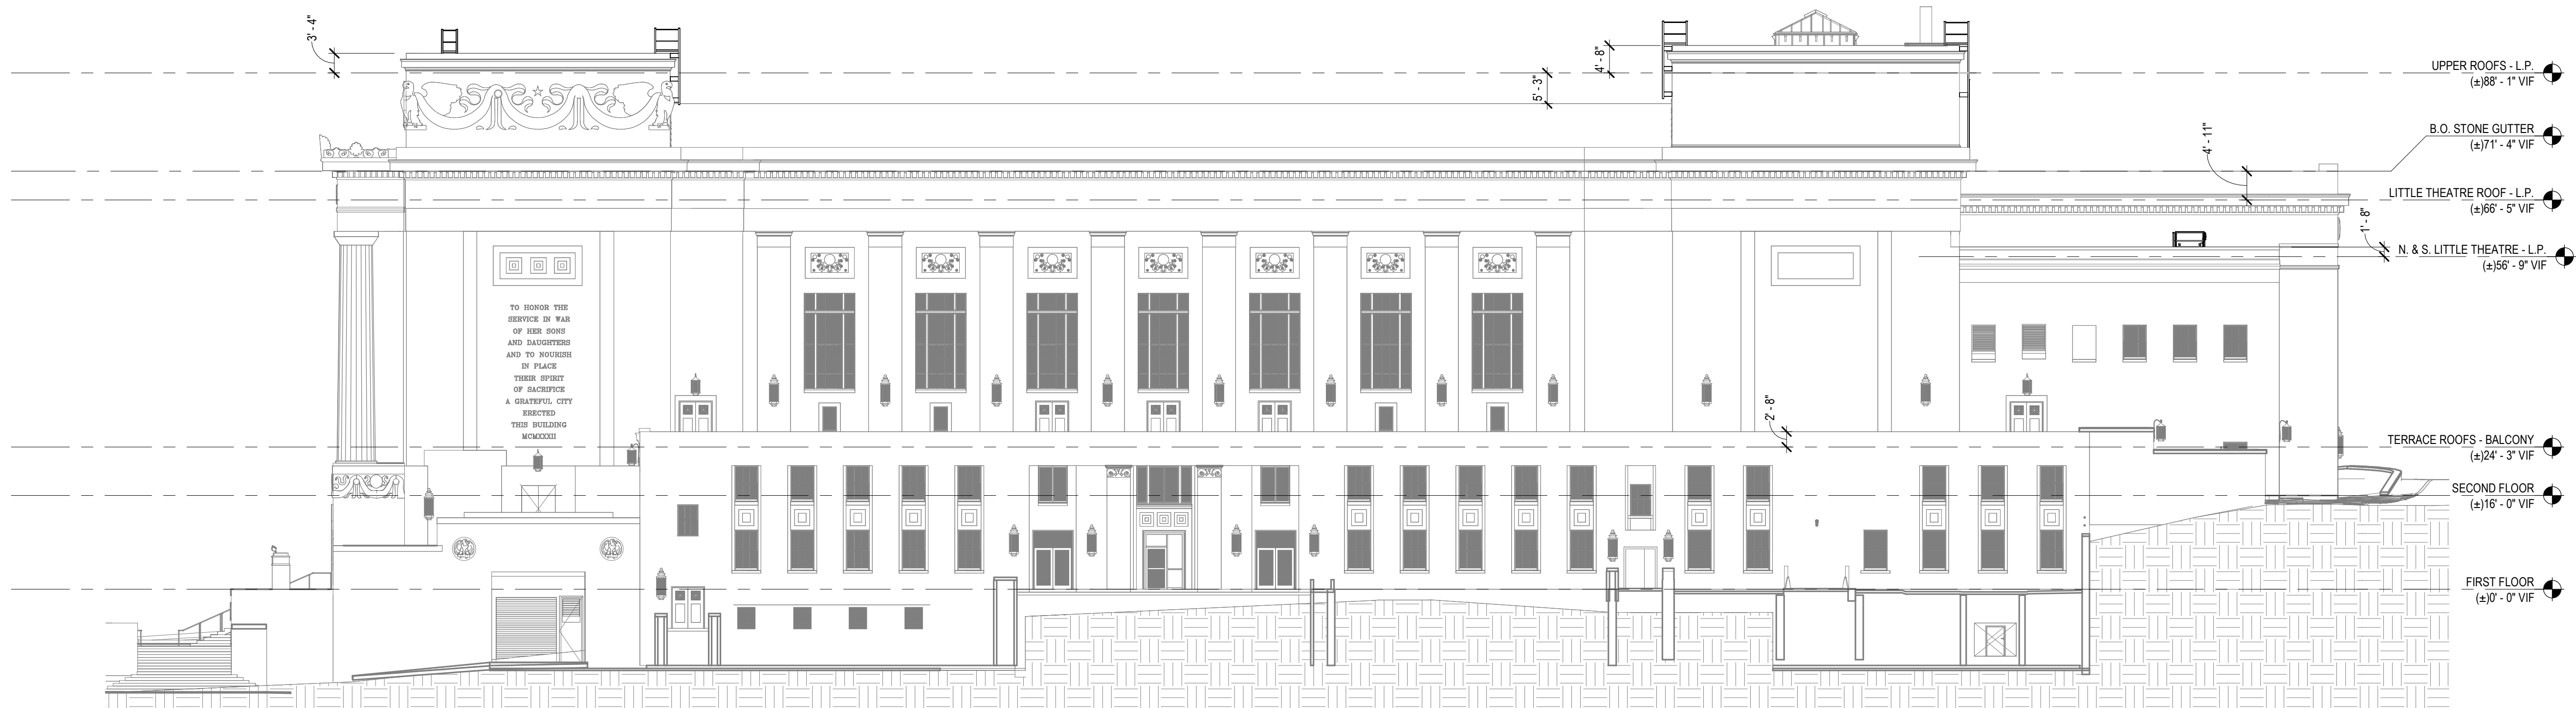 3' - 4"
4' - 8"
5' - 3"
UPPER ROOFS - L.P.
(±)88' - 1" VIF
B.O. STONE GUTTER
(±)71' - 4" VIF
4' - 11"
LITTLE THEATRE ROOF - L.P.
(±)66' - 5" VIF
1' - 8"
N. & S. LITTLE THEATRE - L.P.
(±)56' - 9" VIF
TO HONOR THE
SERVICE IN WAR
OF HER SONS
AND DAUGHTERS
AND TO NOURISH
IN PLACE
THEIR SPIRIT
OF SACRIFICE
A GRATEFUL CITY
ERECTED
THIS BUILDING
MCMXXXII
2' - 8"
TERRACE ROOFS - BALCONY
(±)24' - 3" VIF
SECOND FLOOR
(±)16' - 0" VIF
FIRST FLOOR
(±)0' - 0" VIF